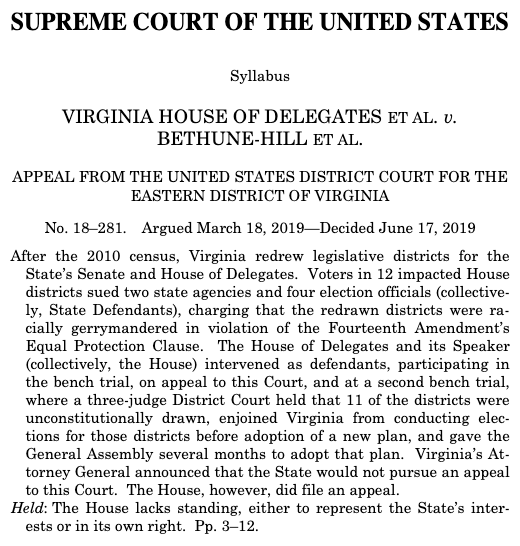 SUPREME COURT OF THE UNITED STATES
Syllabus
VIRGINIA HOUSE OF DELEGATES ET AL. v.
BETHUNE-HILL ET AL.
APPEAL FROM THE UNITED STATES DISTRICT COURT FOR THE
EASTERN DISTRICT OF VIRGINIA
No. 18–281. Argued March 18, 2019—Decided June 17, 2019
After the 2010 census, Virginia redrew legislative districts for the
State’s Senate and House of Delegates. Voters in 12 impacted House
districts sued two state agencies and four election officials (collective-
ly, State Defendants), charging that the redrawn districts were ra-
cially gerrymandered in violation of the Fourteenth Amendment’s
Equal Protection Clause. The House of Delegates and its Speaker
(collectively, the House) intervened as defendants, participating in
the bench trial, on appeal to this Court, and at a second bench trial,
where a three-judge District Court held that 11 of the districts were
unconstitutionally drawn, enjoined Virginia from conducting elec-
tions for those districts before adoption of a new plan, and gave the
General Assembly several months to adopt that plan. Virginia’s At-
torney General announced that the State would not pursue an appeal
to this Court. The House, however, did file an appeal.
Held: The House lacks standing, either to represent the State’s inter-
ests or in its own right. Pp. 3–12.